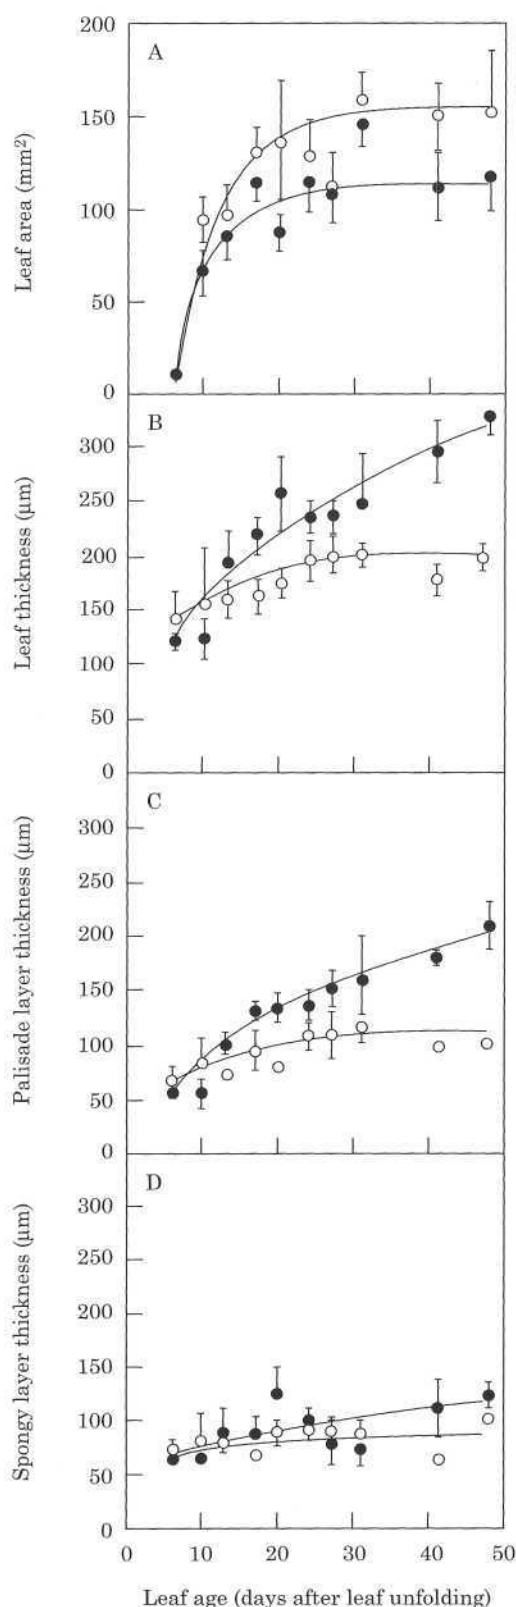 A
200
150
100
50
0
Leaf area (mm²)
B
300
250
200
150
100
50
0
Leaf thickness (μm)
C
300
250
200
150
100
50
0
Palisade layer thickness (μm)
D
300
250
200
150
100
50
0
Spongy layer thickness (μm)
0 10 20 30 40 50
Leaf age (days after leaf unfolding)